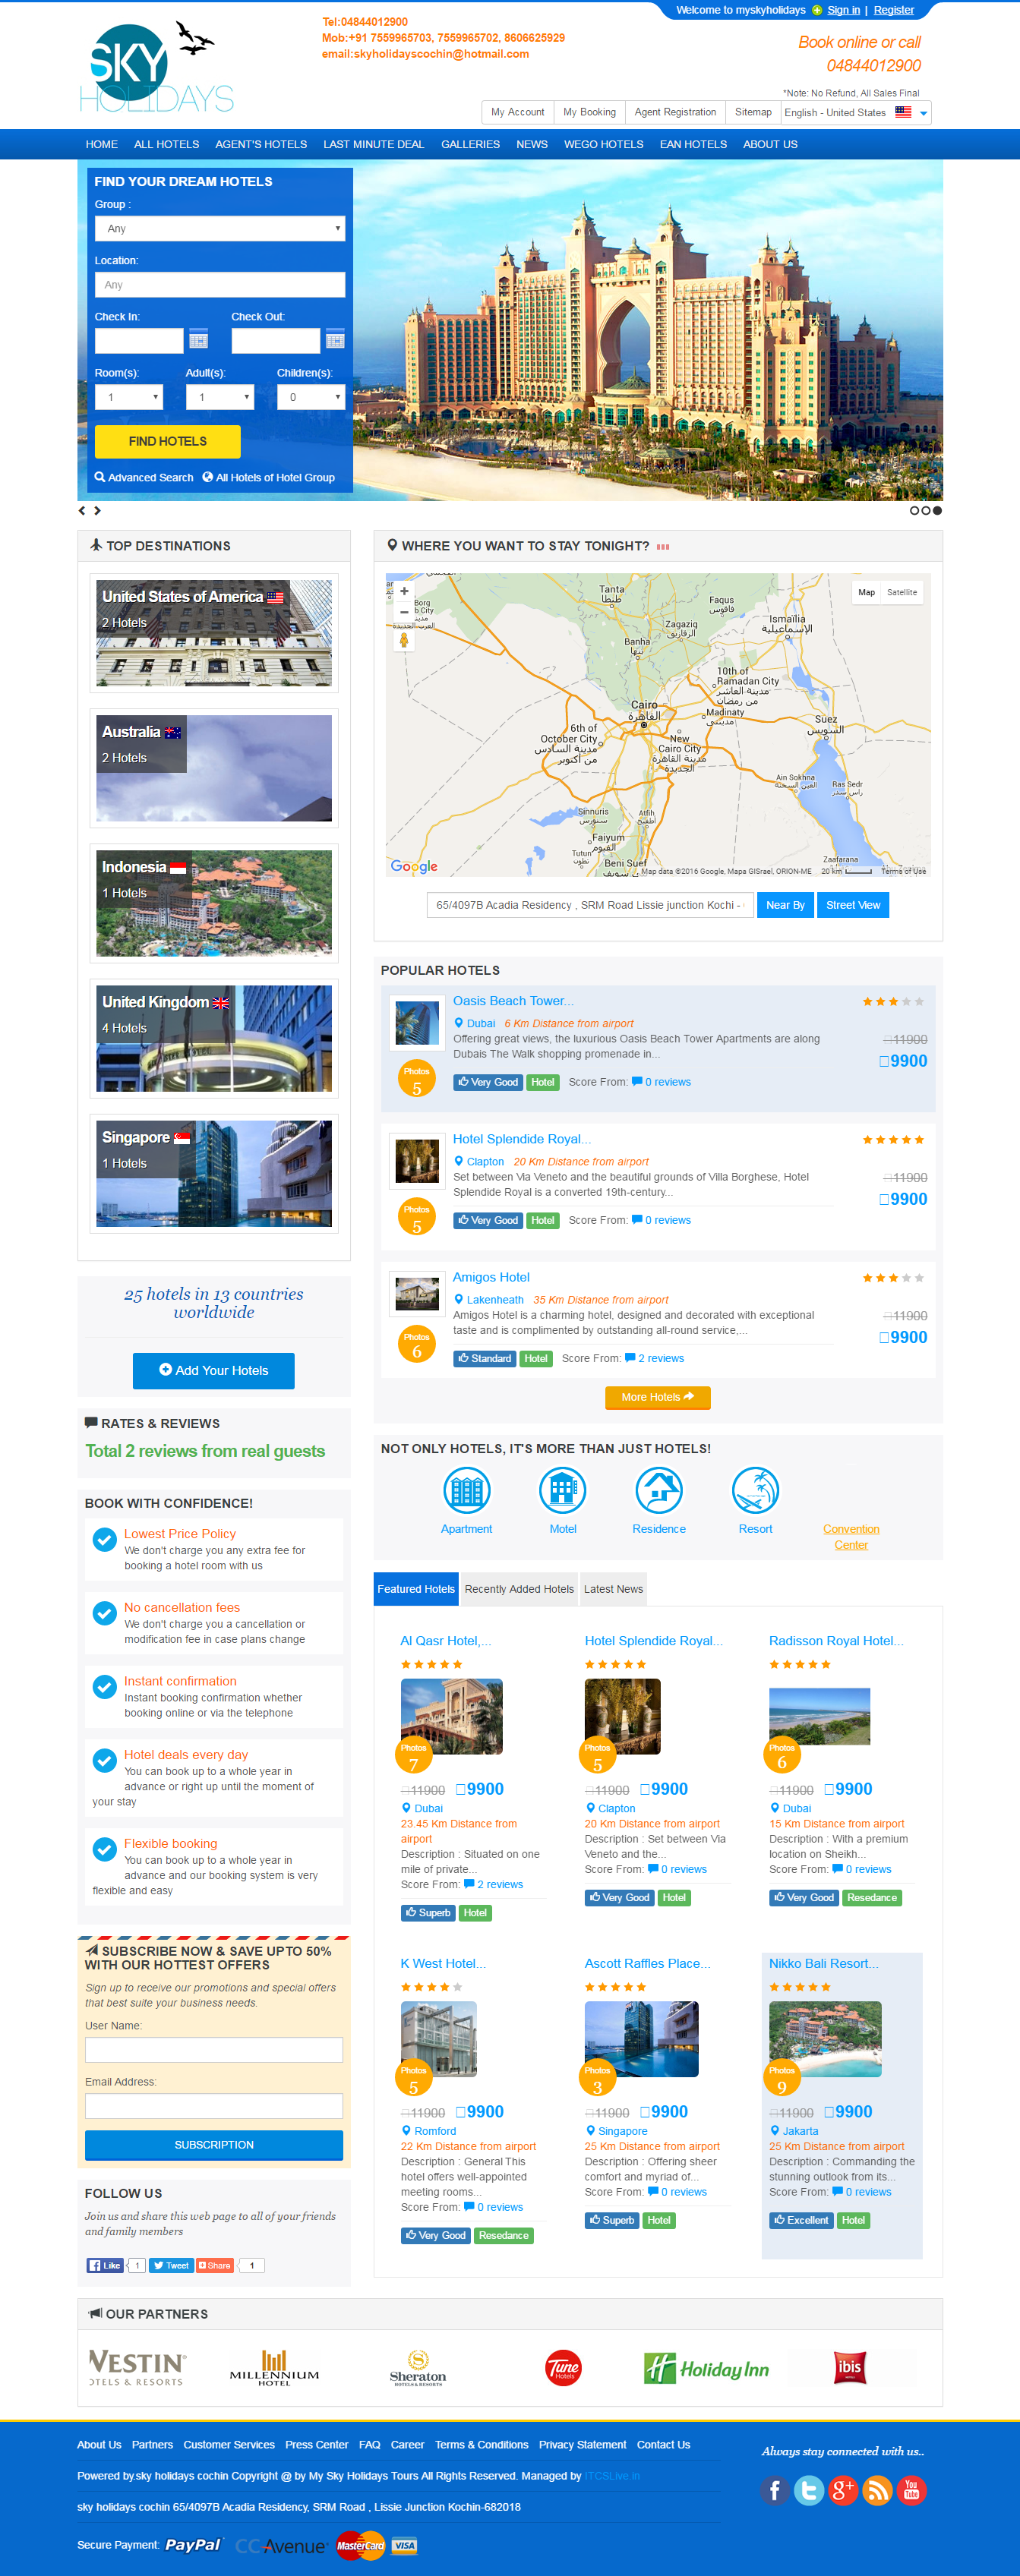 Welcome to myskyholidays Sign in | Register
SKY
HOLIDAYS
Tel:04844012900
Mob:+91 7559965703, 7559965702, 8606625929
email:skyholidayscochin@hotmail.com
Book online or call
04844012900
*Note: No Refund, All Sales Final
My Account My Booking Agent Registration Sitemap English - United States
HOME ALL HOTELS AGENT'S HOTELS LAST MINUTE DEAL GALLERIES NEWS WEGO HOTELS EAN HOTELS ABOUT US
FIND YOUR DREAM HOTELS
Group :
Any
Location:
Any
Check In: Check Out:
Room(s): Adult(s): Children(s):
1 1 0
FIND HOTELS
Advanced Search All Hotels of Hotel Group
TOP DESTINATIONS
United States of America
2 Hotels
Australia
2 Hotels
Indonesia
1 Hotels
United Kingdom
4 Hotels
Singapore
1 Hotels
25 hotels in 13 countries
worldwide
Add Your Hotels
RATES & REVIEWS
Total 2 reviews from real guests
BOOK WITH CONFIDENCE!
Lowest Price Policy
We don't charge you any extra fee for
booking a hotel room with us
No cancellation fees
We don't charge you a cancellation or
modification fee in case plans change
Instant confirmation
Instant booking confirmation whether
booking online or via the telephone
Hotel deals every day
You can book up to a whole year in
advance or right up until the moment of
your stay
Flexible booking
You can book up to a whole year in
advance and our booking system is very
flexible and easy
SUBSCRIBE NOW & SAVE UPTO 50%
WITH OUR HOTTEST OFFERS
Sign up to receive our promotions and special offers
that best suite your business needs.
User Name:
Email Address:
SUBSCRIPTION
FOLLOW US
Join us and share this web page to all of your friends
and family members
Like 1 Tweet Share 1
WHERE YOU WANT TO STAY TONIGHT?
Map Satellite
Tanta
طنطا
Faqus
فاقوس
Borg
Zagazig
الزقازيق
Ismailia
الإسماعيلية
Banha
بنها
10th of
Ramadan City
مدينة العاشر
من رمضان
Cairo
القاهرة
Madinaty
مدينتي
Suez
السويس
6th of
October City
مدينة السادس
من أكتوبر
New
Cairo City
مدينة القاهرة
الجديدة
Ain Sokhna
العين السخنة
Ras Sedr
رأس سدر
Sinnuris
سنورس
Atfih
أطفيح
Faiyum
الفيوم
Tutun
تطون
Beni Suef
بني سويف
Zaafarana
Google
Map data ©2016 Google, Mapa GISrael, ORION-ME 20 km Terms of Use
65/4097B Acadia Residency , SRM Road Lissie junction Kochi - Near By Street View
POPULAR HOTELS
Oasis Beach Tower...
Dubai 6 Km Distance from airport
Offering great views, the luxurious Oasis Beach Tower Apartments are along
Dubais The Walk shopping promenade in...
11900
9900
Photos
5
Very Good Hotel Score From: 0 reviews
Hotel Splendide Royal...
Clapton 20 Km Distance from airport
Set between Via Veneto and the beautiful grounds of Villa Borghese, Hotel
Splendide Royal is a converted 19th-century...
11900
9900
Photos
5
Very Good Hotel Score From: 0 reviews
Amigos Hotel
Lakenheath 35 Km Distance from airport
Amigos Hotel is a charming hotel, designed and decorated with exceptional
taste and is complimented by outstanding all-round service,...
11900
9900
Photos
6
Standard Hotel Score From: 2 reviews
More Hotels
NOT ONLY HOTELS, IT'S MORE THAN JUST HOTELS!
Apartment Motel Residence Resort Convention
Center
Featured Hotels Recently Added Hotels Latest News
Al Qasr Hotel,...
Photos
7
11900 9900
Dubai
23.45 Km Distance from
airport
Description : Situated on one
mile of private...
Score From: 2 reviews
Superb Hotel
Hotel Splendide Royal...
Photos
5
11900 9900
Clapton
20 Km Distance from airport
Description : Set between Via
Veneto and the...
Score From: 0 reviews
Very Good Hotel
Radisson Royal Hotel...
Photos
6
11900 9900
Dubai
15 Km Distance from airport
Description : With a premium
location on Sheikh...
Score From: 0 reviews
Very Good Resedance
K West Hotel...
Photos
5
11900 9900
Romford
22 Km Distance from airport
Description : General This
hotel offers well-appointed
meeting rooms...
Score From: 0 reviews
Very Good Resedance
Ascott Raffles Place...
Photos
3
11900 9900
Singapore
25 Km Distance from airport
Description : Offering sheer
comfort and myriad of...
Score From: 0 reviews
Superb Hotel
Nikko Bali Resort...
Photos
9
11900 9900
Jakarta
25 Km Distance from airport
Description : Commanding the
stunning outlook from its...
Score From: 0 reviews
Excellent Hotel
OUR PARTNERS
VESTIN
OTELS & RESORTS
MILLENNIUM
HOTEL
Sheraton
HOTELS & RESORTS
Tune
Hotels
H Holiday Inn
ibis
HOTEL
About Us Partners Customer Services Press Center FAQ Career Terms & Conditions Privacy Statement Contact Us
Powered by.sky holidays cochin Copyright @ by My Sky Holidays Tours All Rights Reserved. Managed by ITCSLive.in
sky holidays cochin 65/4097B Acadia Residency, SRM Road , Lissie Junction Kochin-682018
Secure Payment: PayPal CCAvenue MasterCard VISA
Always stay connected with us..
f g+ You
Tube